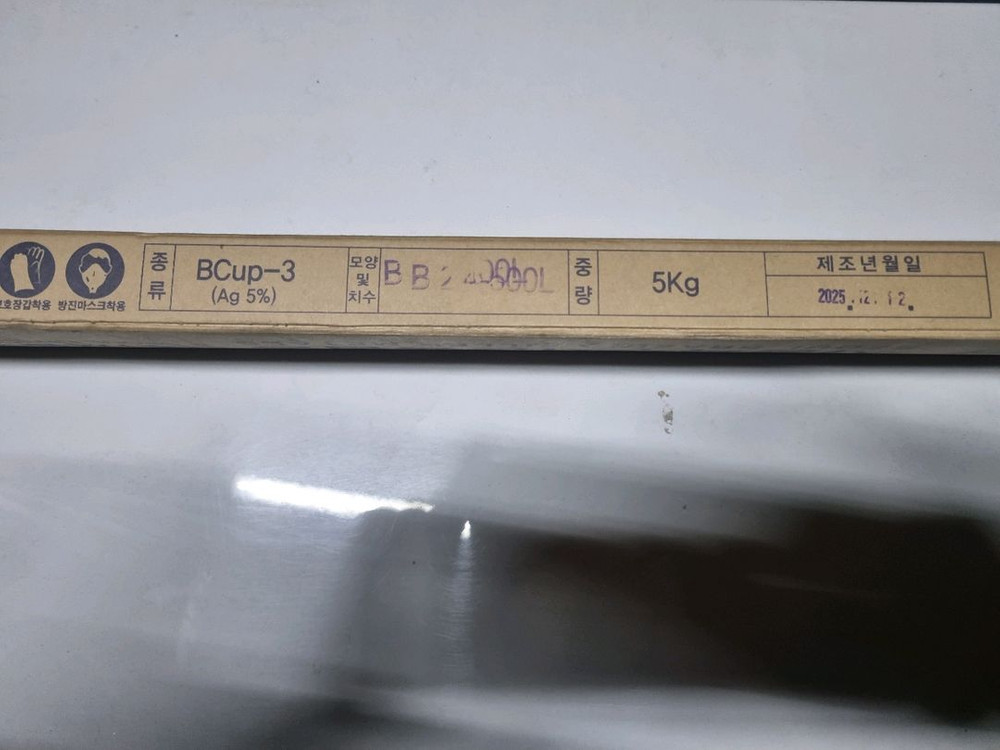 호장갑착용 방진마스크착용
종류
BCup-3
(Ag 5%)
모양
및
치수
중량
5Kg
제조년월일
2025.12.12.